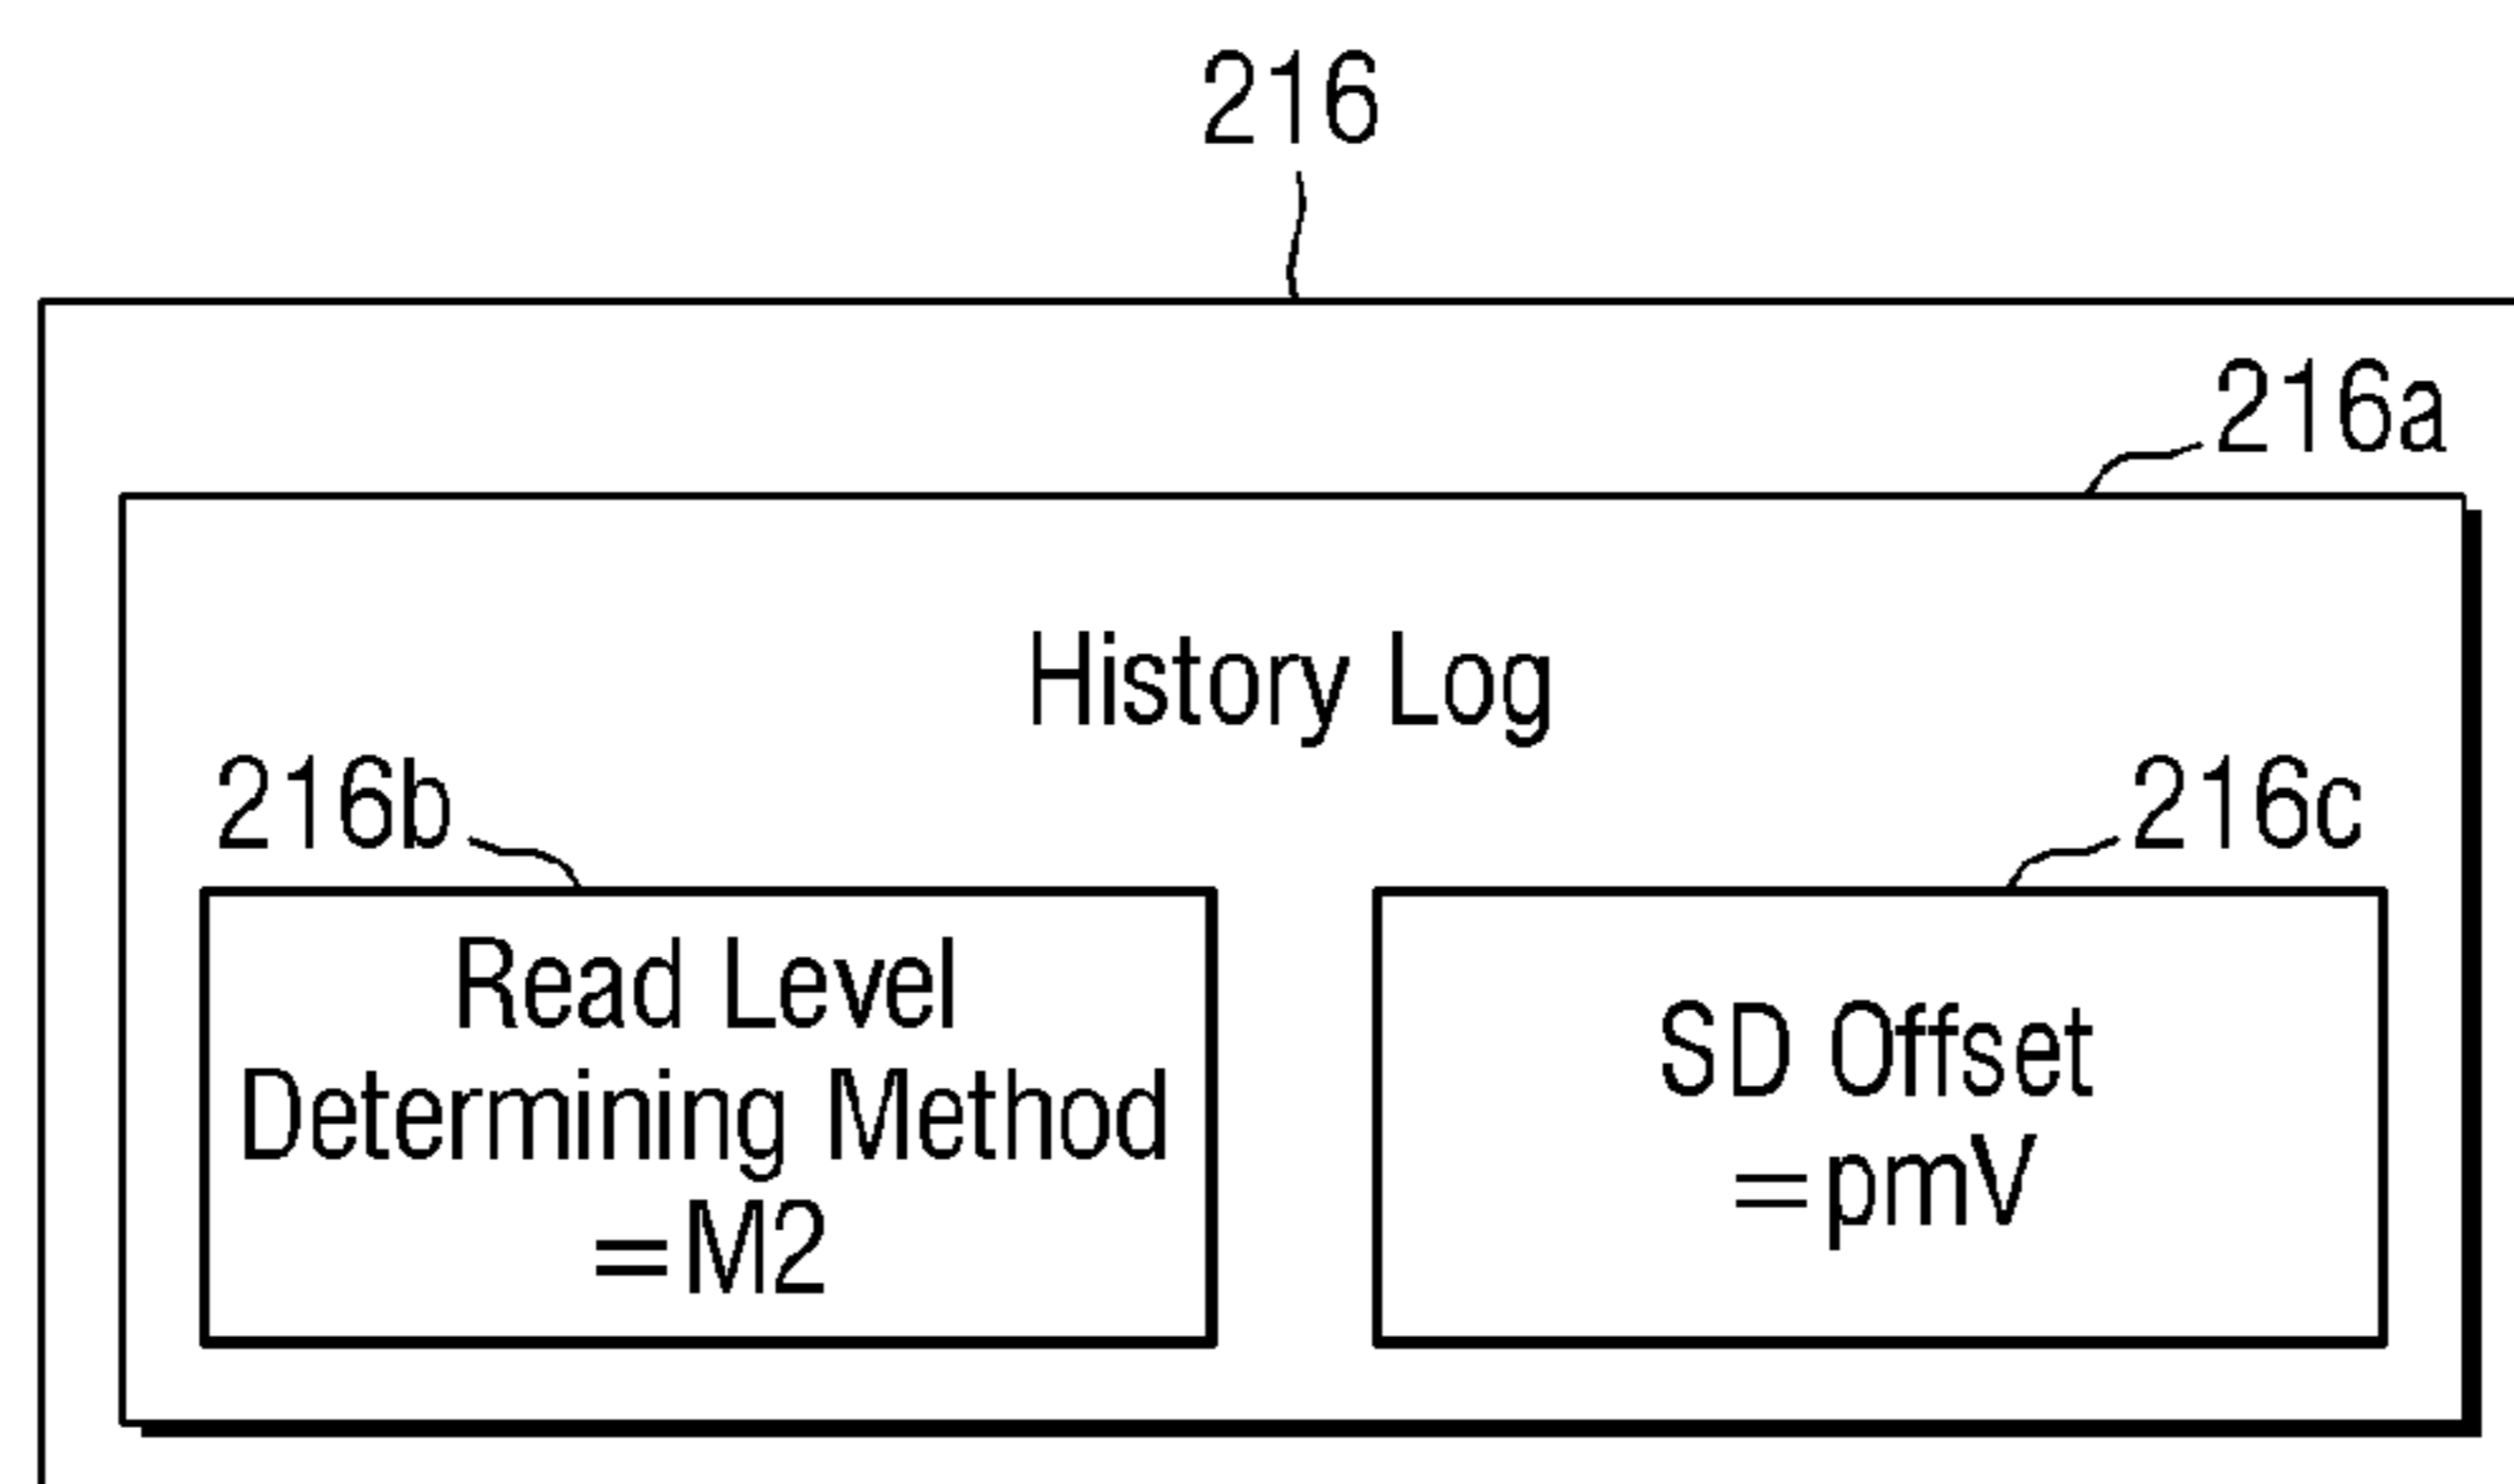 216
216a
History Log
216b
216c
Read Level
Determining Method
=M2
SD Offset
=pmV